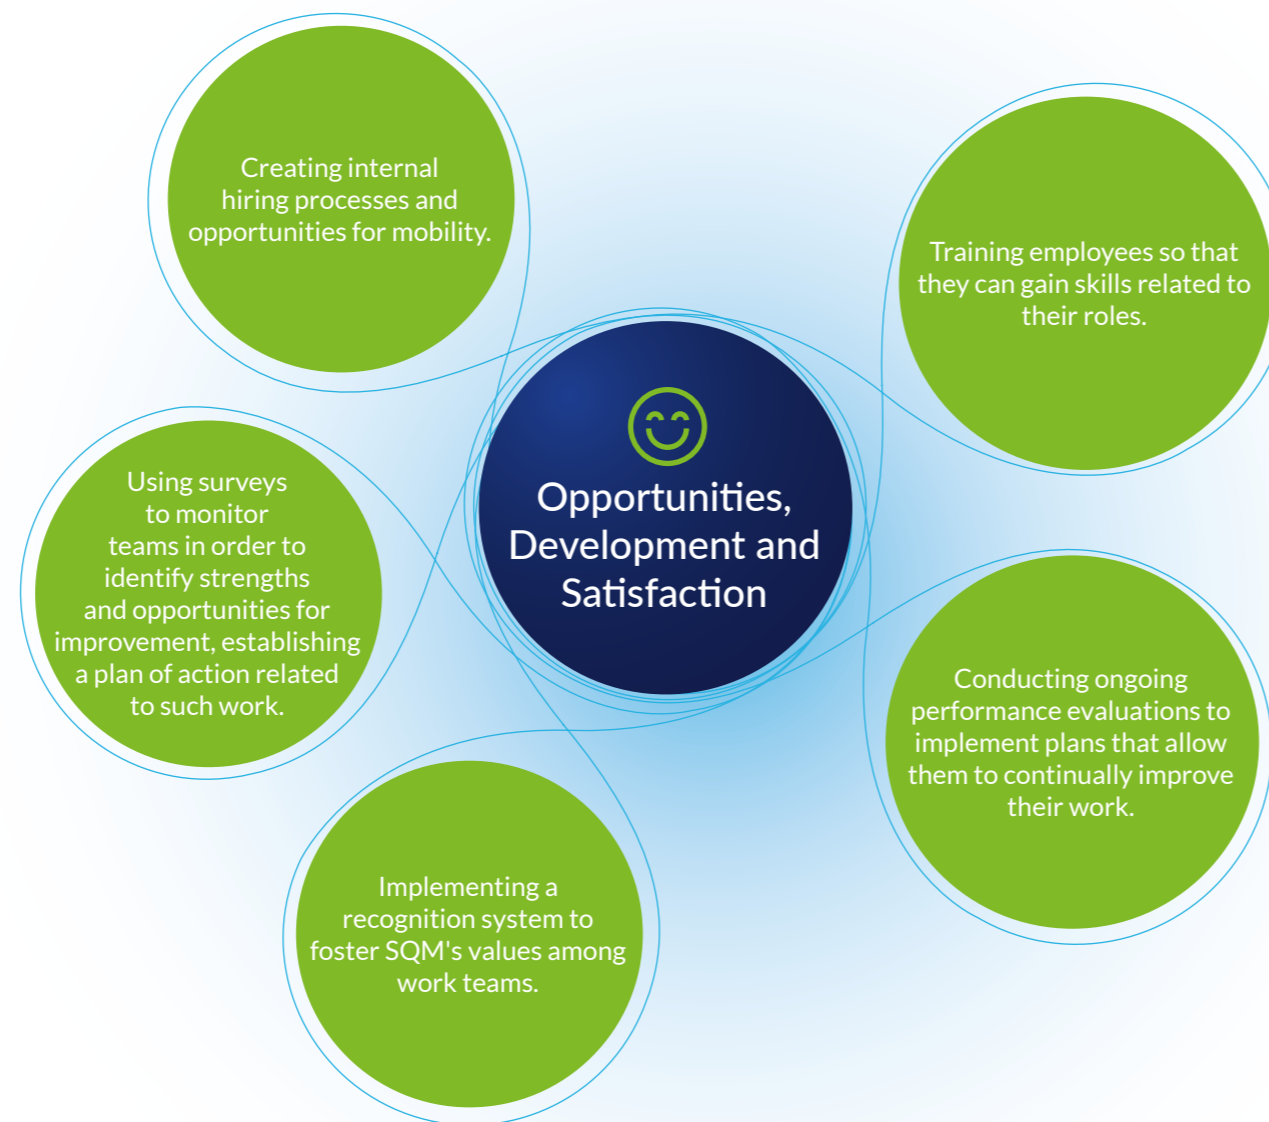 Creating internal
hiring processes and
opportunities for mobility.
Training employees so that
they can gain skills related to
their roles.
Opportunities,
Development and
Satisfaction
Using surveys
to monitor
teams in order to
identify strengths
and opportunities for
improvement, establishing
a plan of action related
to such work.
Conducting ongoing
performance evaluations to
implement plans that allow
them to continually improve
their work.
Implementing a
recognition system to
foster SQM's values among
work teams.